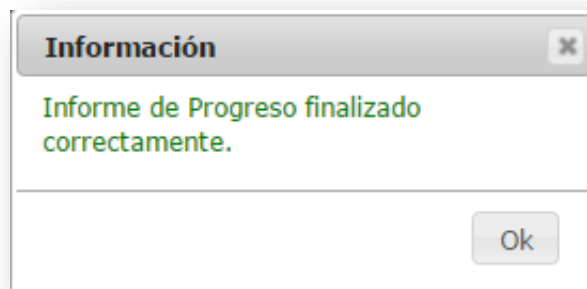 Información
Informe de Progreso finalizado
correctamente.
Ok